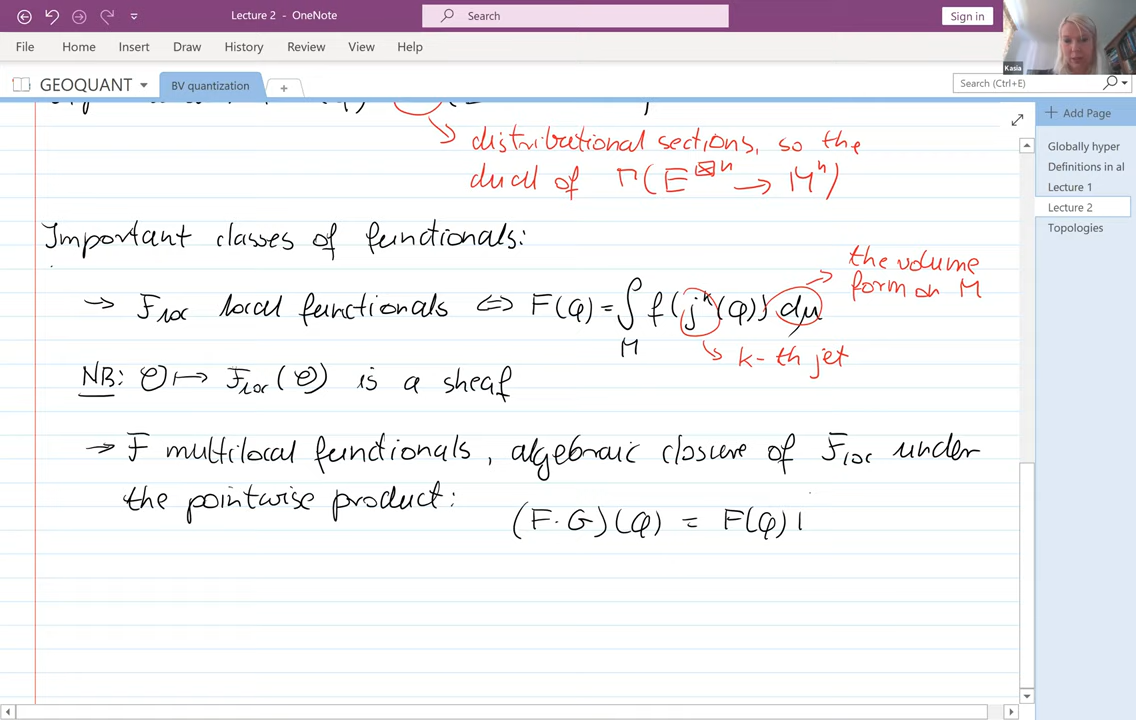 Lecture 2 - OneNote
Search
Sign in
File Home Insert Draw History Review View Help
Kasia
GEOQUANT
BV quantization
Search (Ctrl+E)
Add Page
Globally hyper
Definitions in al
Lecture 1
Lecture 2
Topologies
distributional sections, so the
dual of Γ(E^⊠n → M^n)
Important classes of functionals:
the volume
form on M
→ F_loc local functionals ⇔ F(φ) = ∫_M f(j^k(φ)) dμ
k-th jet
NB: O ↦ F_loc(O) is a sheaf
→ F multilocal functionals, algebraic closure of F_loc under
the pointwise product:
(F·G)(φ) = F(φ)